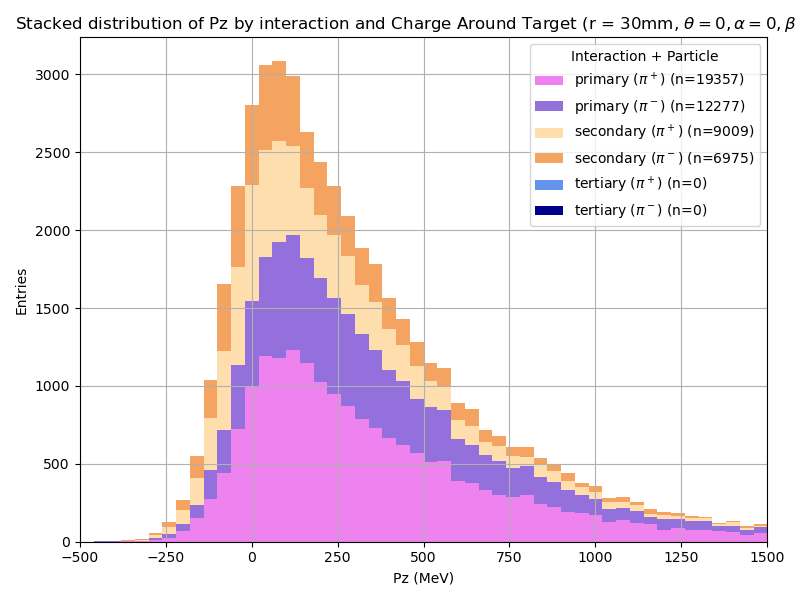 Stacked distribution of Pz by interaction and Charge Around Target (r = 30mm, θ = 0, α = 0, β
Interaction + Particle
primary (π⁺) (n=19357)
primary (π⁻) (n=12277)
secondary (π⁺) (n=9009)
secondary (π⁻) (n=6975)
tertiary (π⁺) (n=0)
tertiary (π⁻) (n=0)
Entries
3000
2500
2000
1500
1000
500
0
−500
−250
0
250
500
750
1000
1250
1500
Pz (MeV)